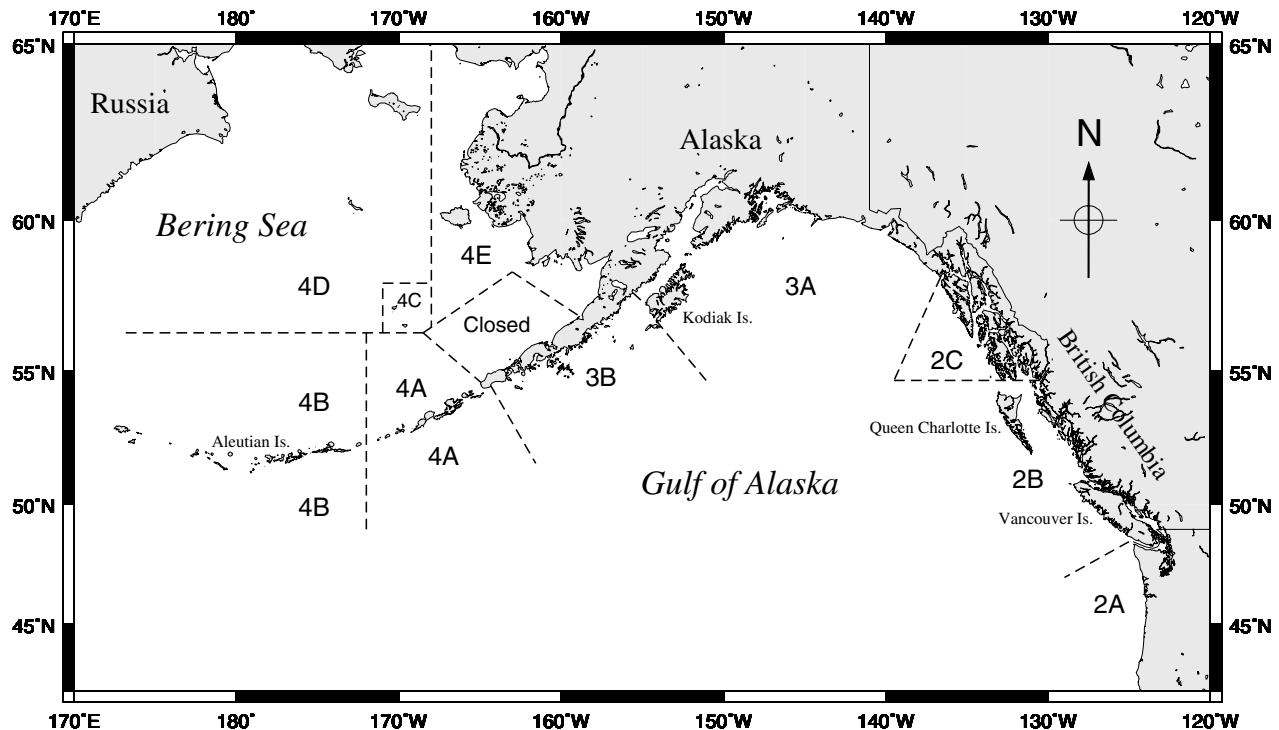 170˚E 180˚ 170˚W 160˚W 150˚W 140˚W 130˚W 120˚W
65˚N 65˚N
Russia
Alaska
N
60˚N 60˚N
Bering Sea
4E
4D
4C
3A
Closed
Kodiak Is.
55˚N 55˚N
2C
British Columbia
3B
4A
4B
Queen Charlotte Is.
Aleutian Is.
4A
Gulf of Alaska
2B
50˚N 50˚N
4B
Vancouver Is.
2A
45˚N 45˚N
170˚E 180˚ 170˚W 160˚W 150˚W 140˚W 130˚W 120˚W